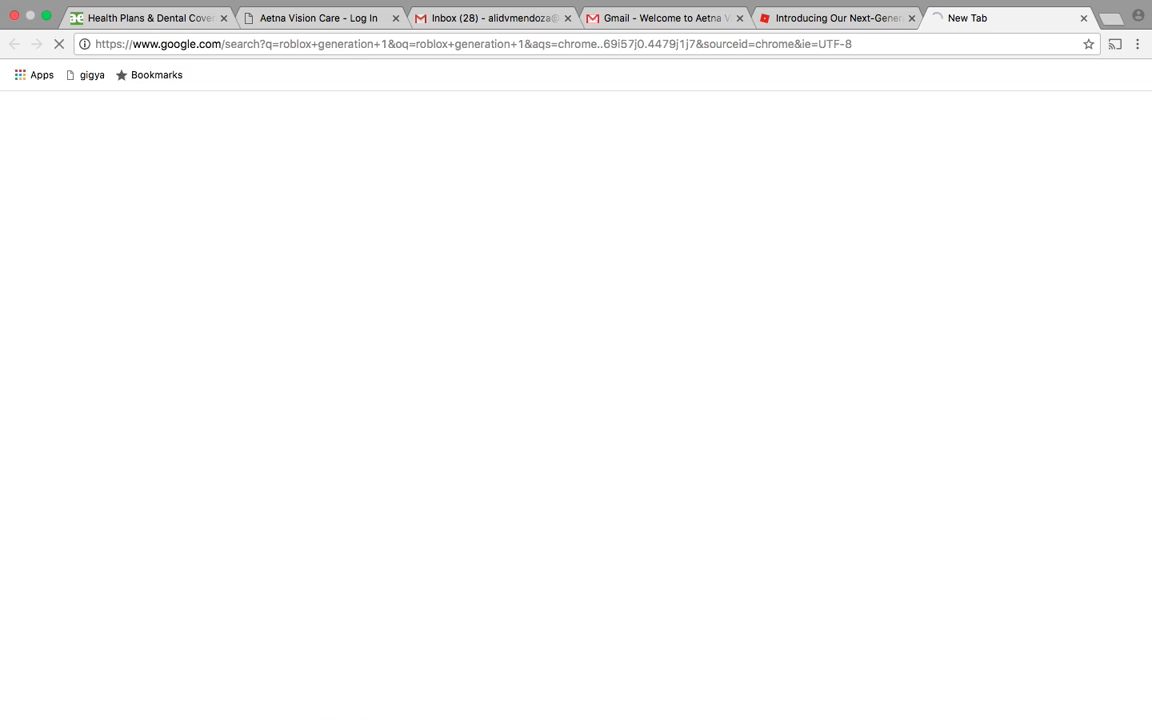 Health Plans & Dental Cover
Aetna Vision Care - Log In
Inbox (28) - alidvmendoza@
Gmail - Welcome to Aetna V
Introducing Our Next-Gener
New Tab
https://www.google.com/search?q=roblox+generation+1&oq=roblox+generation+1&aqs=chrome..69i57j0.4479j1j7&sourceid=chrome&ie=UTF-8
Apps
gigya
Bookmarks